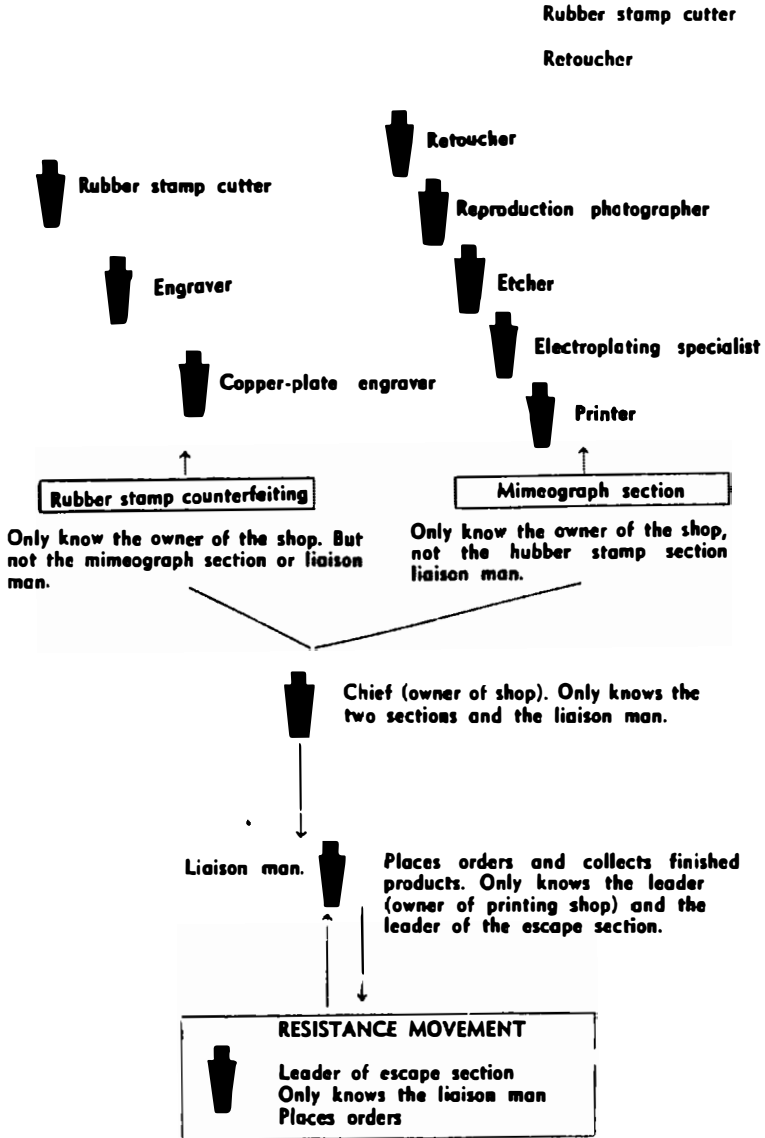 Rubber stamp cutter
Retoucher
Retoucher
Rubber stamp cutter
Reproduction photographer
Engraver
Etcher
Electroplating specialist
Copper-plate engraver
Printer
Rubber stamp counterfeiting
Mimeograph section
Only know the owner of the shop. But
not the mimeograph section or liaison
man.
Only know the owner of the shop,
not the hubber stamp section
liaison man.
Chief (owner of shop). Only knows the
two sections and the liaison man.
Liaison man.
Places orders and collects finished
products. Only knows the leader
(owner of printing shop) and the
leader of the escape section.
RESISTANCE MOVEMENT
Leader of escape section
Only knows the liaison man
Places orders